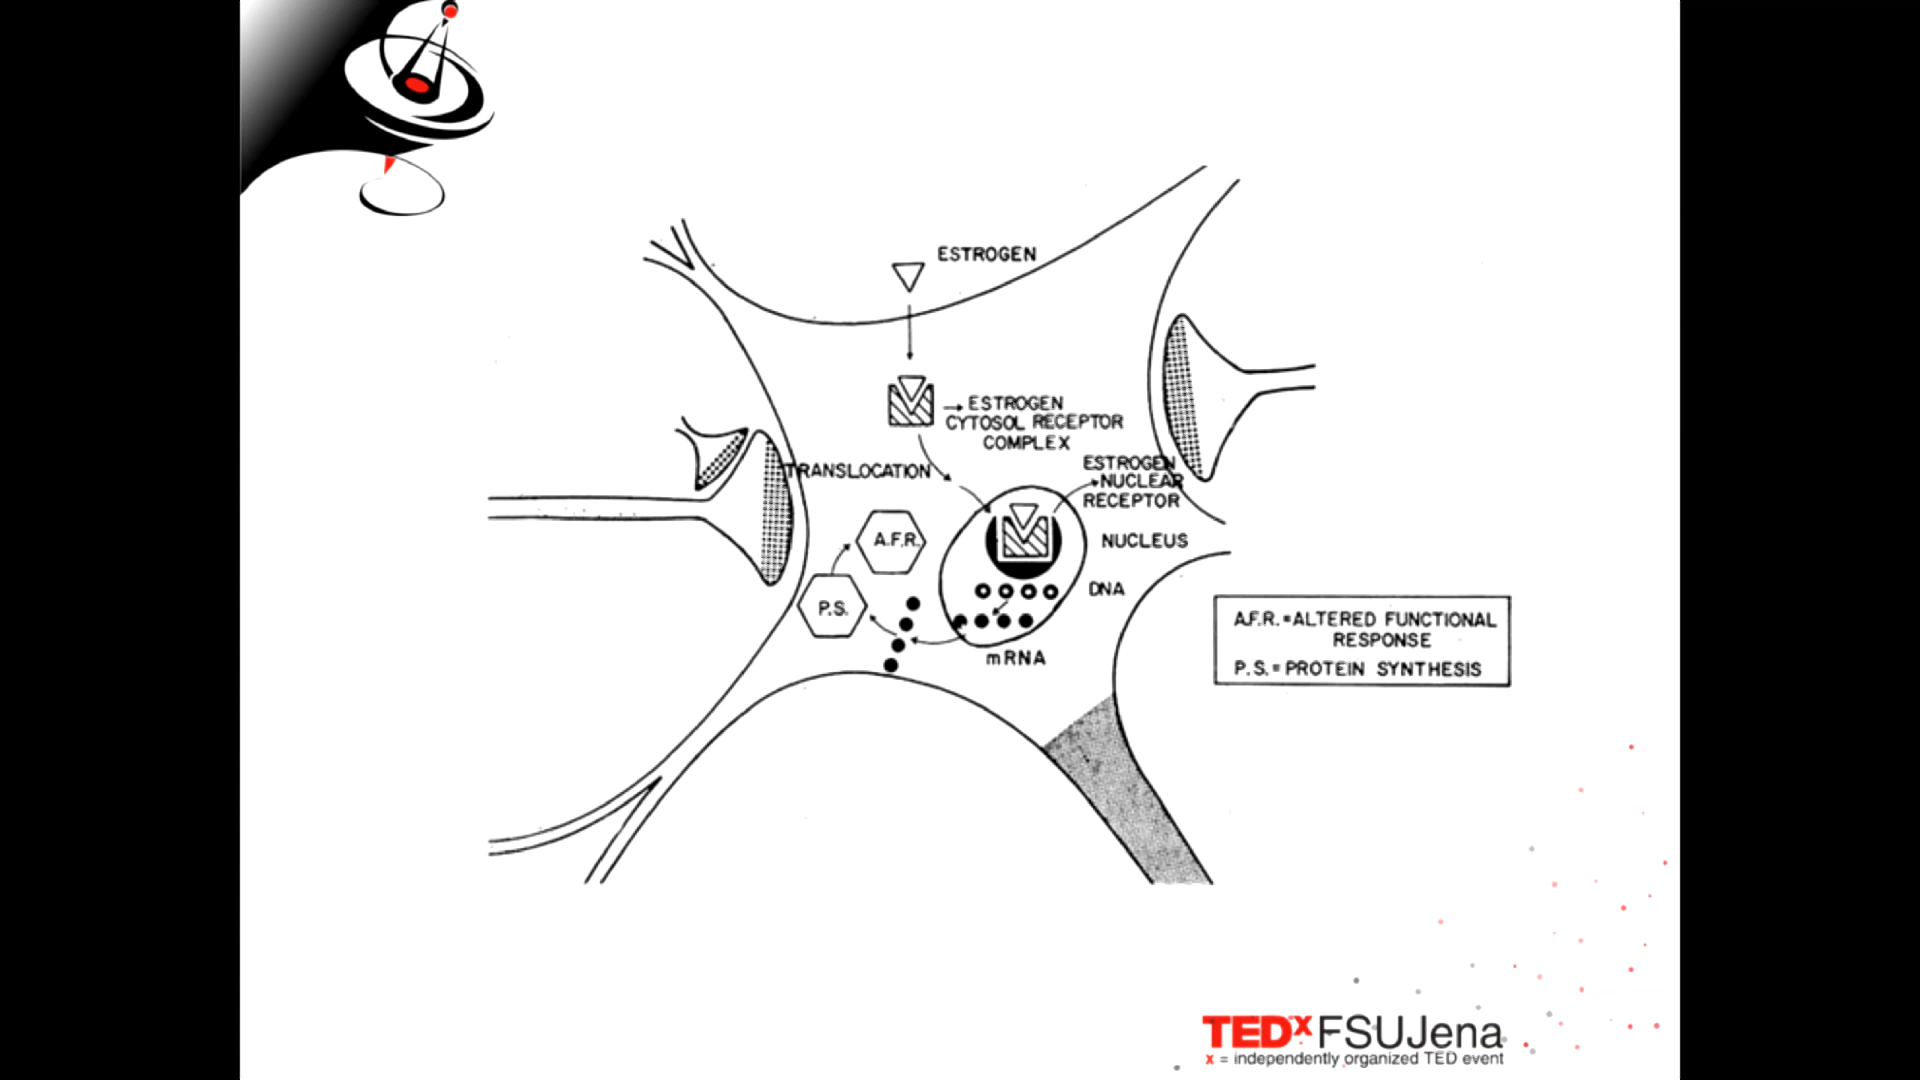 ESTROGEN
→ESTROGEN
CYTOSOL RECEPTOR
COMPLEX
TRANSLOCATION
ESTROGEN
NUCLEAR
RECEPTOR
A.F.R.
NUCLEUS
P.S.
DNA
mRNA
A.F.R.=ALTERED FUNCTIONAL
RESPONSE
P.S.=PROTEIN SYNTHESIS
TEDxFSUJena
x = independently organized TED event